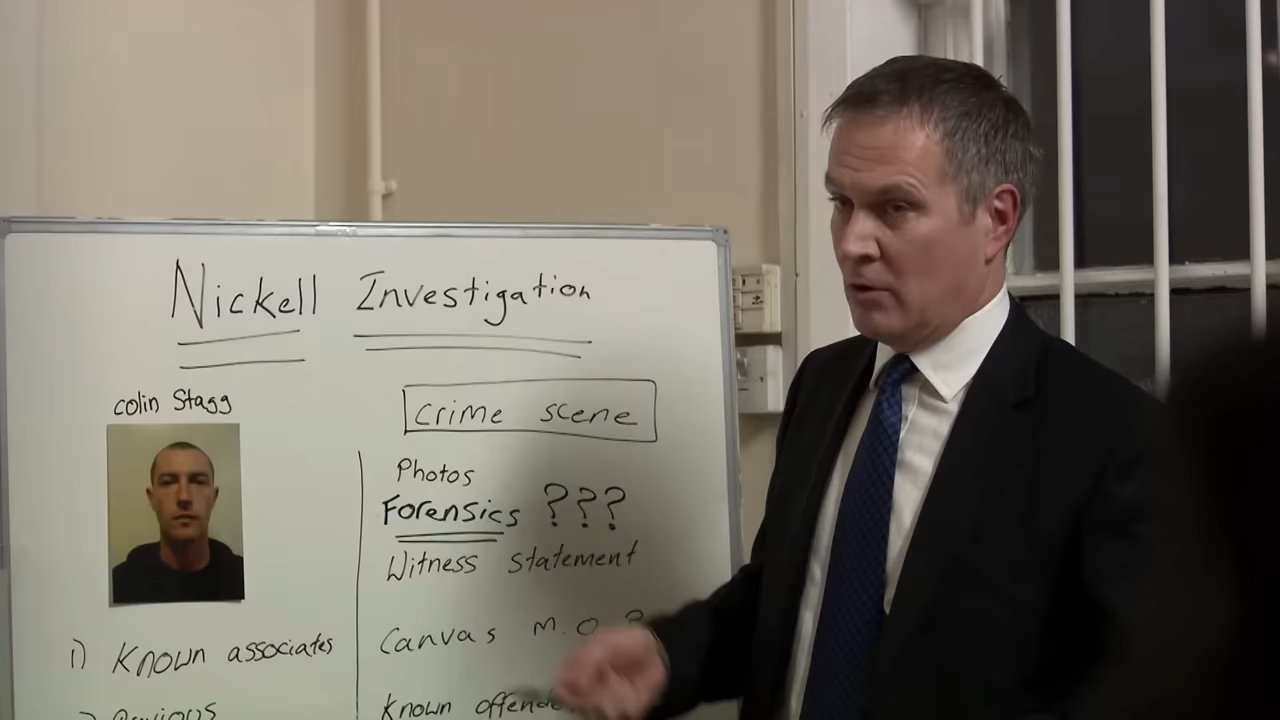 Nickell Investigation
colin Stagg
1) Known associates
crime scene
Photos
Forensics ???
Witness statement
Canvas M.O?
Known